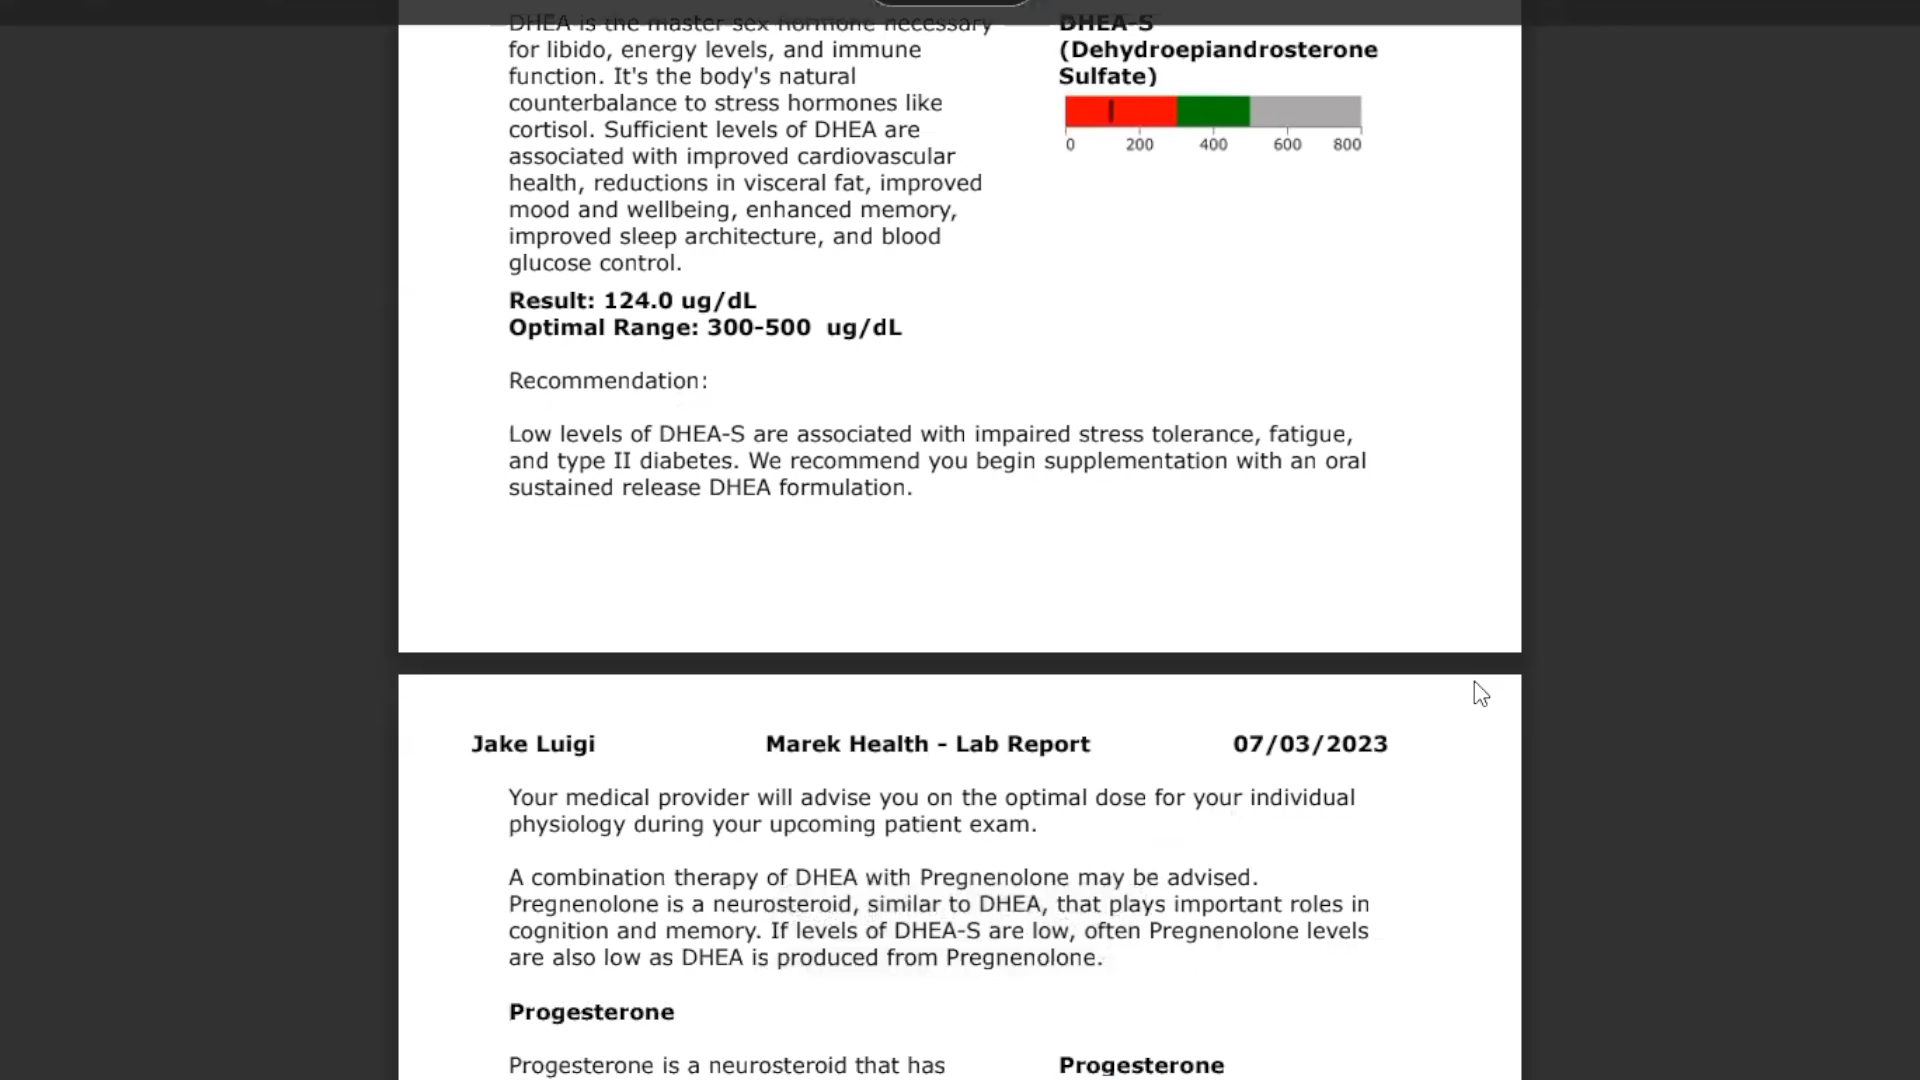 DHEA is the master sex hormone necessary
for libido, energy levels, and immune
function. It's the body's natural
counterbalance to stress hormones like
cortisol. Sufficient levels of DHEA are
associated with improved cardiovascular
health, reductions in visceral fat, improved
mood and wellbeing, enhanced memory,
improved sleep architecture, and blood
glucose control.
DHEA-S
(Dehydroepiandrosterone
Sulfate)
0 200 400 600 800
Result: 124.0 ug/dL
Optimal Range: 300-500 ug/dL
Recommendation:
Low levels of DHEA-S are associated with impaired stress tolerance, fatigue,
and type II diabetes. We recommend you begin supplementation with an oral
sustained release DHEA formulation.
Jake Luigi Marek Health - Lab Report 07/03/2023
Your medical provider will advise you on the optimal dose for your individual
physiology during your upcoming patient exam.
A combination therapy of DHEA with Pregnenolone may be advised.
Pregnenolone is a neurosteroid, similar to DHEA, that plays important roles in
cognition and memory. If levels of DHEA-S are low, often Pregnenolone levels
are also low as DHEA is produced from Pregnenolone.
Progesterone
Progesterone is a neurosteroid that has
Progesterone